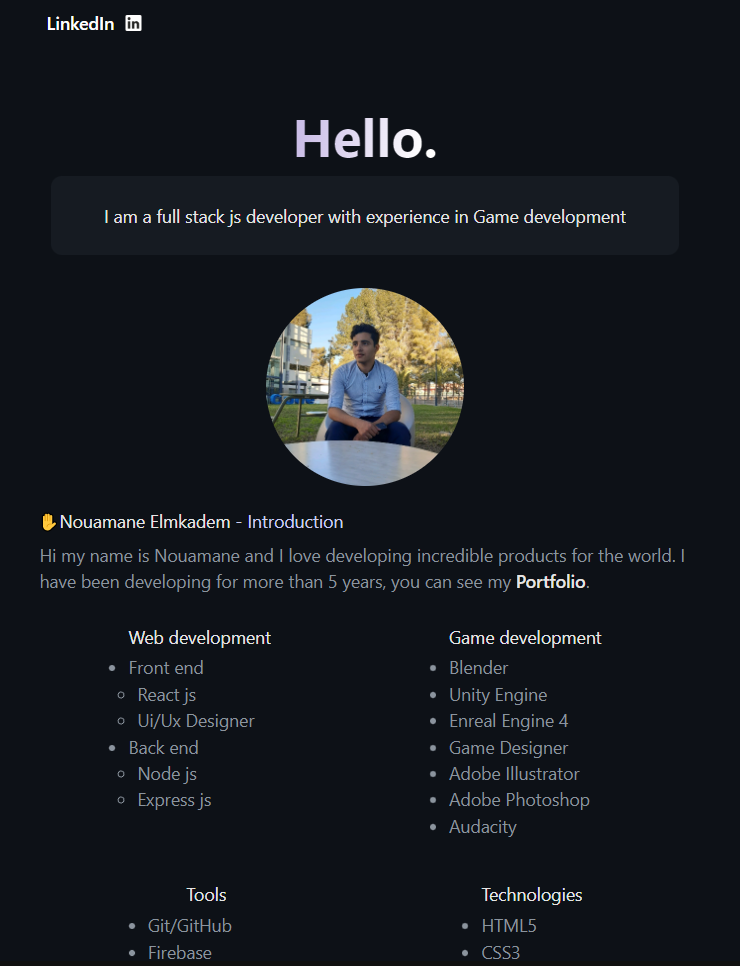 LinkedIn in
Hello.
I am a full stack js developer with experience in Game development
✋Nouamane Elmkadem - Introduction
Hi my name is Nouamane and I love developing incredible products for the world. I
have been developing for more than 5 years, you can see my Portfolio.
Web development
• Front end
◦ React js
◦ Ui/Ux Designer
• Back end
◦ Node js
◦ Express js
Game development
• Blender
• Unity Engine
• Enreal Engine 4
• Game Designer
• Adobe Illustrator
• Adobe Photoshop
• Audacity
Tools
• Git/GitHub
• Firebase
Technologies
• HTML5
• CSS3